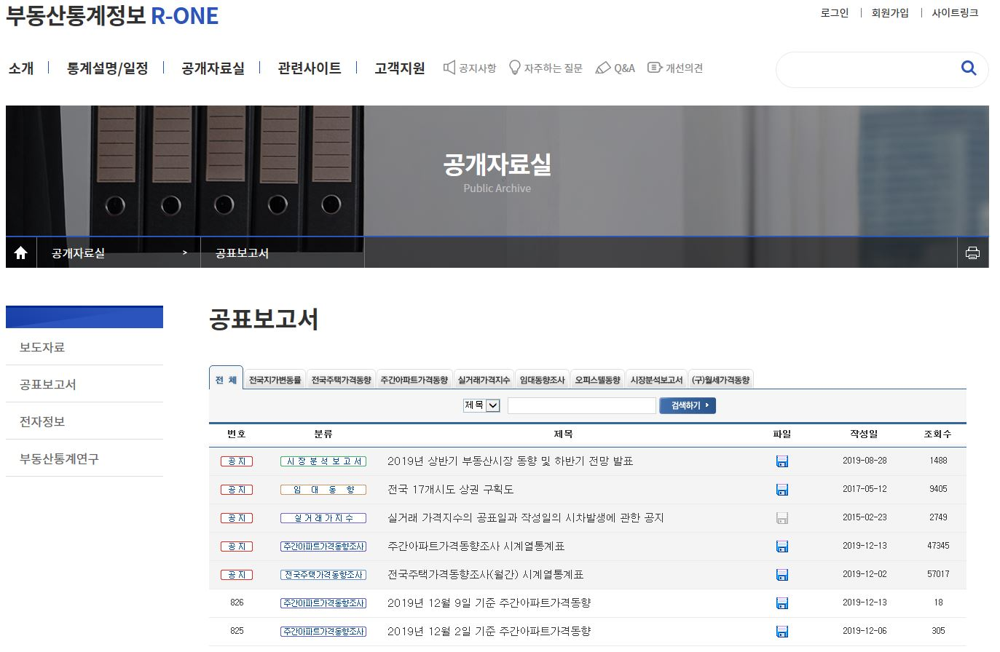 부동산통계정보 R-ONE
로그인 | 회원가입 | 사이트링크
소개 | 통계설명/일정 | 공개자료실 | 관련사이트 | 고객지원 공지사항 자주하는 질문 Q&A 개선의견
공개자료실
Public Archive
공개자료실 > 공표보고서
보도자료
공표보고서
전자정보
부동산통계연구
공표보고서
전 체 전국지가변동률 전국주택가격동향 주간아파트가격동향 실거래가격지수 임대동향조사 오피스텔동향 시장분석보고서 (구)월세가격동향
제목 검색하기
번호 분류 제목 파일 작성일 조회수
공지 시장분석보고서 2019년 상반기 부동산시장 동향 및 하반기 전망 발표 2019-08-28 1488
공지 임대동향 전국 17개시도 상권 구획도 2017-05-12 9405
공지 실거래가지수 실거래 가격지수의 공표일과 작성일의 시차발생에 관한 공지 2015-02-23 2749
공지 주간아파트가격동향조사 주간아파트가격동향조사 시계열통계표 2019-12-13 47345
공지 전국주택가격동향조사 전국주택가격동향조사(월간) 시계열통계표 2019-12-02 57017
826 주간아파트가격동향조사 2019년 12월 9일 기준 주간아파트가격동향 2019-12-13 18
825 주간아파트가격동향조사 2019년 12월 2일 기준 주간아파트가격동향 2019-12-06 305